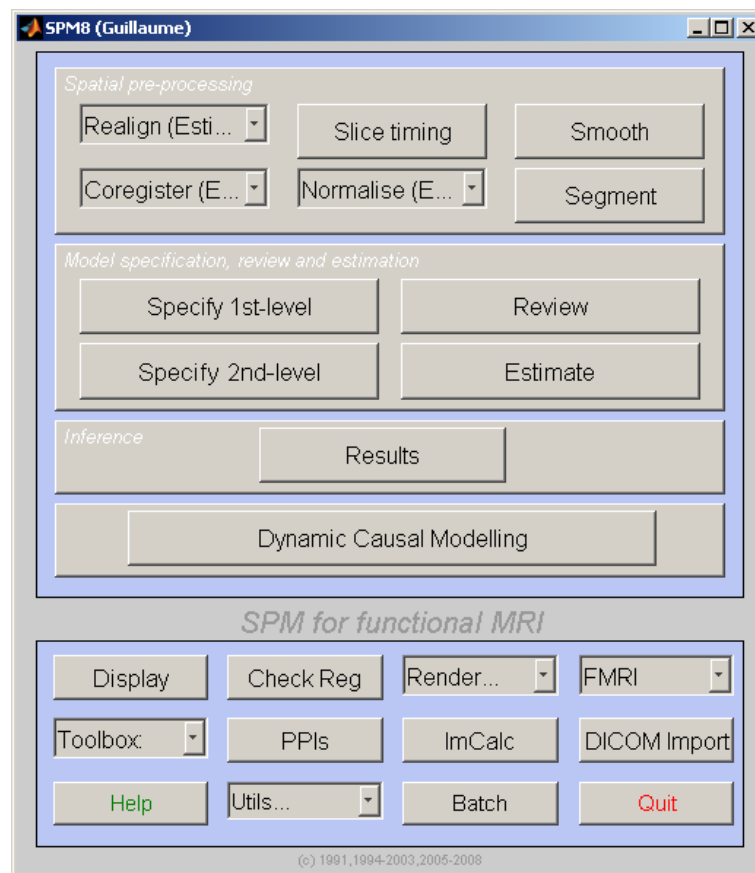 SPM8 (Guillaume)
Spatial pre-processing
Realign (Esti... Slice timing Smooth
Coregister (E... Normalise (E... Segment
Model specification, review and estimation
Specify 1st-level Review
Specify 2nd-level Estimate
Inference
Results
Dynamic Causal Modelling
SPM for functional MRI
Display Check Reg Render... FMRI
Toolbox: PPIs ImCalc DICOM Import
Help Utils... Batch Quit
(c) 1991,1994-2003,2005-2008